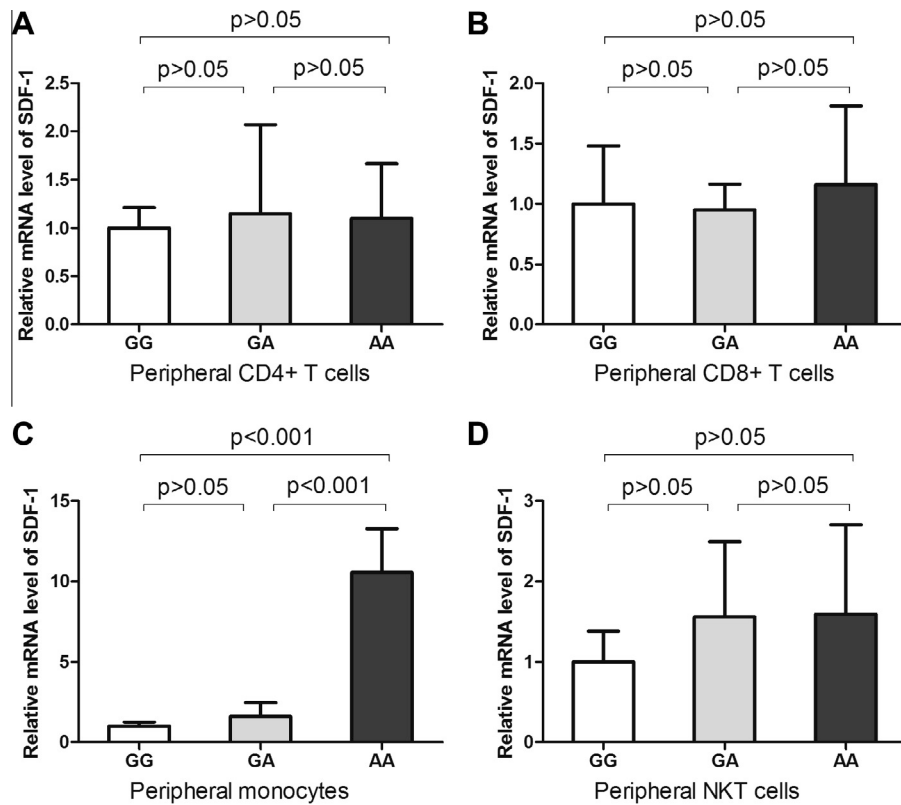 A
p>0.05
p>0.05
p>0.05
Relative mRNA level of SDF-1
2.5
2.0
1.5
1.0
0.5
0.0
GG
GA
AA
Peripheral CD4+ T cells
B
p>0.05
p>0.05
p>0.05
Relative mRNA level of SDF-1
2.0
1.5
1.0
0.5
0.0
GG
GA
AA
Peripheral CD8+ T cells
C
p<0.001
p>0.05
p<0.001
Relative mRNA level of SDF-1
15
10
5
0
GG
GA
AA
Peripheral monocytes
D
p>0.05
p>0.05
p>0.05
Relative mRNA level of SDF-1
3
2
1
0
GG
GA
AA
Peripheral NKT cells